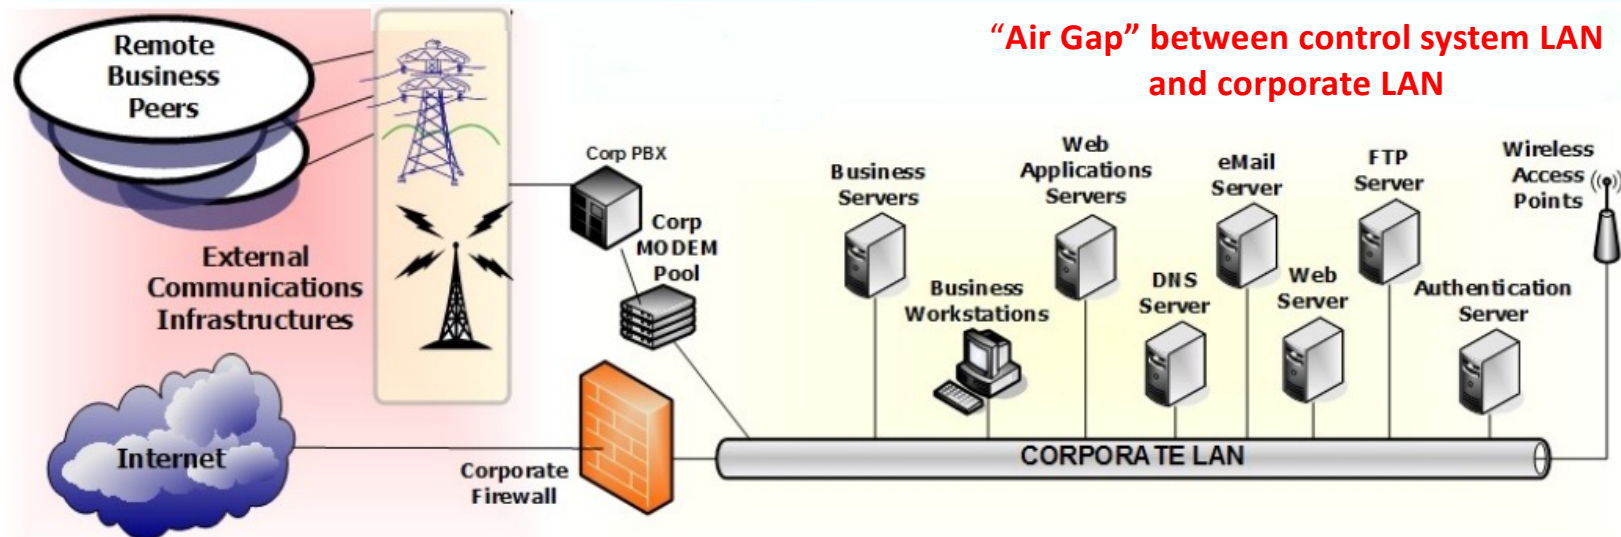 “Air Gap” between control system LAN
and corporate LAN
Remote
Business
Peers
External
Communications
Infrastructures
Internet
Corp PBX
Corp
MODEM
Pool
Corporate
Firewall
Business
Servers
Business
Workstations
Web
Applications
Servers
DNS
Server
eMail
Server
Web
Server
FTP
Server
Authentication
Server
Wireless
Access
Points
CORPORATE LAN